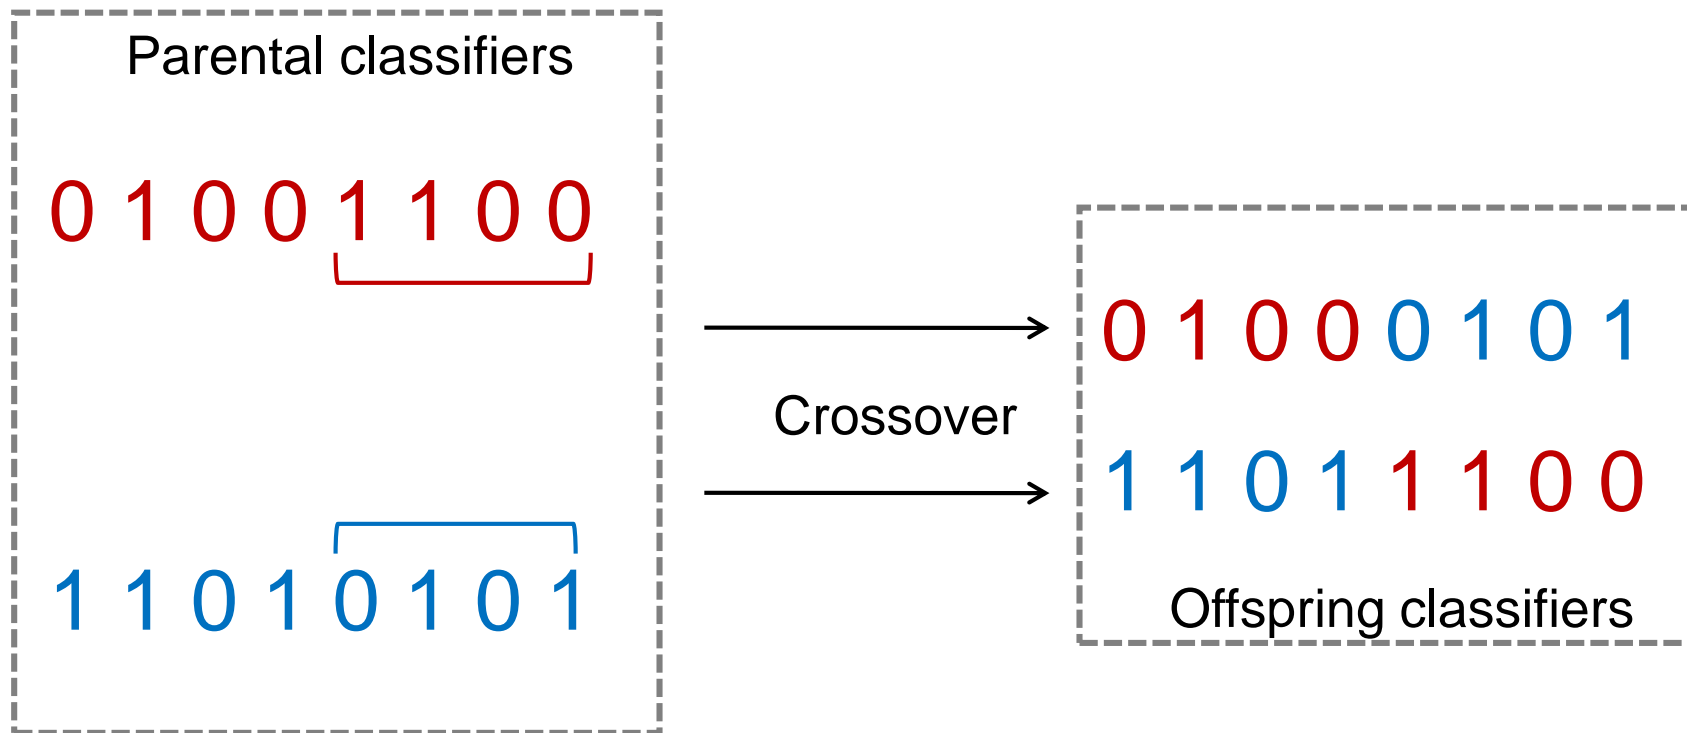 Parental classifiers
0 1 0 0 1 1 0 0
1 1 0 1 0 1 0 1
Crossover
0 1 0 0 0 1 0 1
1 1 0 1 1 1 0 0
Offspring classifiers